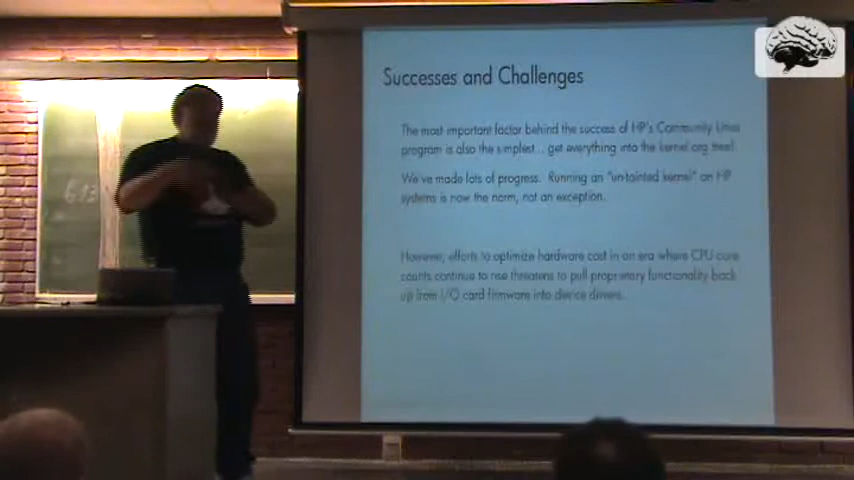 Successes and Challenges
The most important factor behind the success of HP's Community Linux
program is also the simplest... get everything into the kernel.org tree!
We've made lots of progress. Running an "un-tainted kernel" on HP
systems is now the norm, not an exception.
However, efforts to optimize hardware cost in an era where CPU core
counts continue to rise threatens to pull proprietary functionality back
up from I/O card firmware into device drivers.